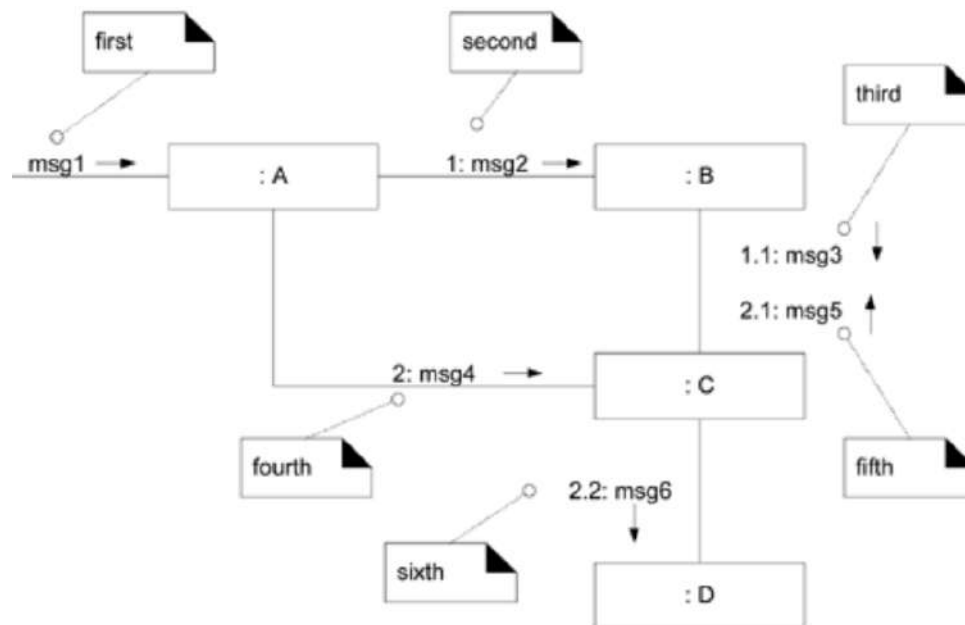 first
second
third
msg1
: A
1: msg2
: B
1.1: msg3
2.1: msg5
2: msg4
: C
fourth
fifth
2.2: msg6
sixth
: D